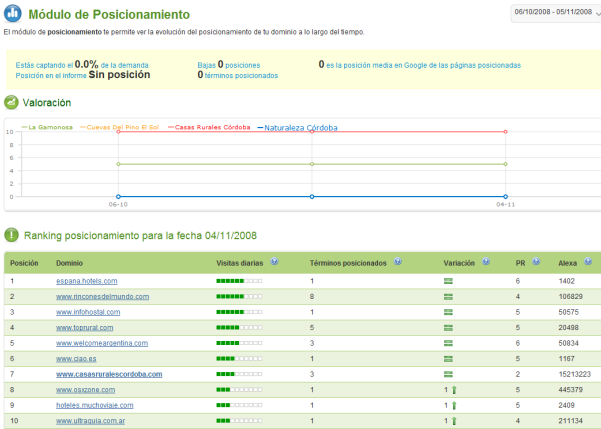 Módulo de Posicionamiento
06/10/2008 - 05/11/2008
El módulo de posicionamiento te permite ver la evolución del posicionamiento de tu dominio a lo largo del tiempo.
Estás captando el 0.0% de la demanda Bajas 0 posiciones 0 es la posición media en Google de las páginas posicionadas
Posición en el informe Sin posición 0 términos posicionados
Valoración
La Gamonosa Cuevas Del Pino El Sol Casas Rurales Córdoba Naturaleza Córdoba
10
8
6
4
2
0
06-10 04-11
Ranking posicionamiento para la fecha 04/11/2008
Posición Dominio Visitas diarias Términos posicionados Variación PR Alexa
1 espana.hotels.com 1 6 1402
2 www.rinconesdelmundo.com 8 4 106829
3 www.infohostal.com 1 5 50575
4 www.toprural.com 5 5 20498
5 www.welcomeargentina.com 3 6 50834
6 www.ciao.es 1 5 1167
7 www.casasruralescordoba.com 3 2 15213223
8 www.osxzone.com 1 1 5 445379
9 hoteles.muchoviaje.com 1 1 5 2409
10 www.ultraguia.com.ar 1 1 4 211134